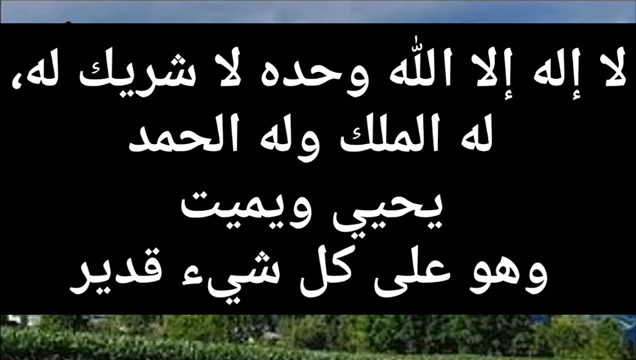 لا إله إلا الله وحده لا شريك له،
له الملك وله الحمد
يحيي ويميت
وهو على كل شيء قدير